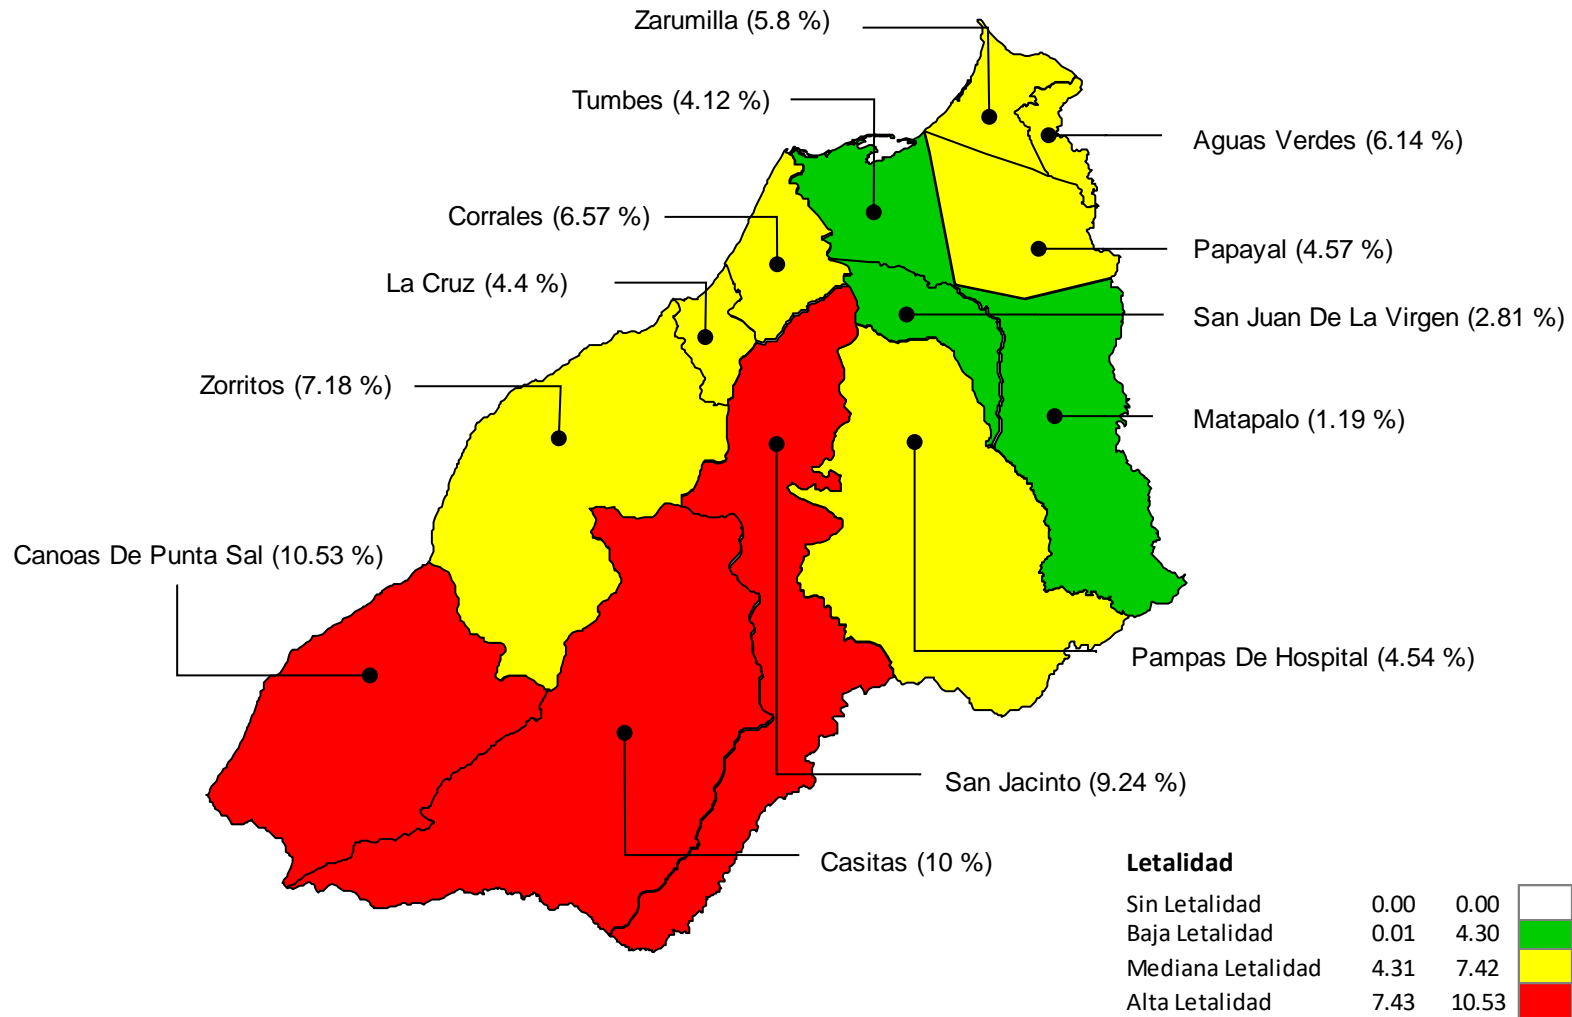 Zarumilla (5.8 %)
Tumbes (4.12 %)
Aguas Verdes (6.14 %)
Corrales (6.57 %)
Papayal (4.57 %)
La Cruz (4.4 %)
San Juan De La Virgen (2.81 %)
Zorritos (7.18 %)
Matapalo (1.19 %)
Canoas De Punta Sal (10.53 %)
Pampas De Hospital (4.54 %)
San Jacinto (9.24 %)
Casitas (10 %)
Letalidad
Sin Letalidad 0.00 0.00
Baja Letalidad 0.01 4.30
Mediana Letalidad 4.31 7.42
Alta Letalidad 7.43 10.53